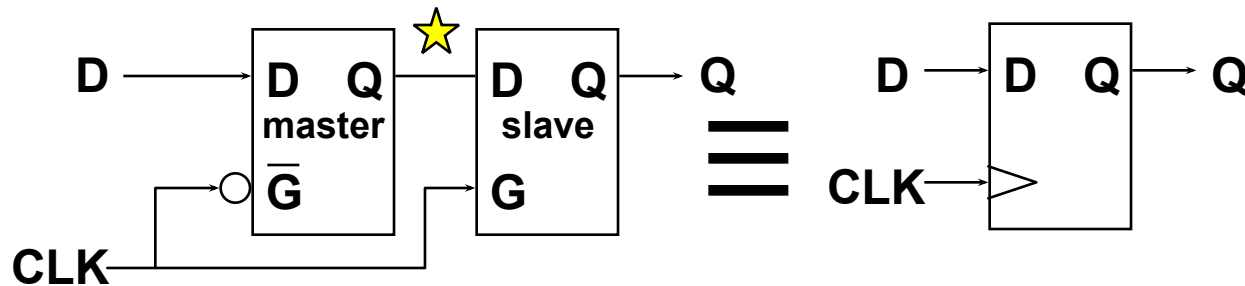 D D Q D Q Q D D Q Q
master slave
G̅ G CLK
CLK